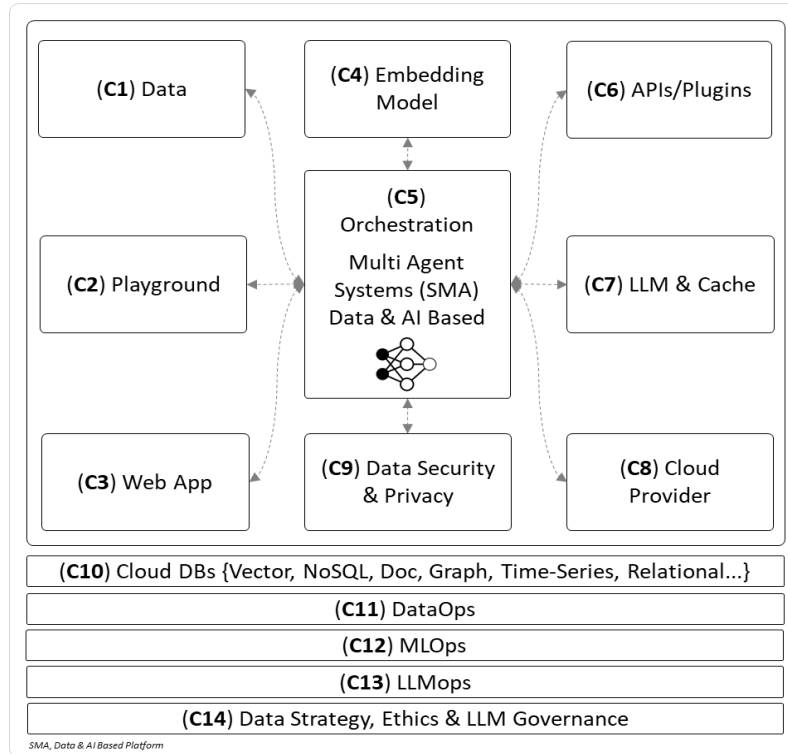 (C1) Data
(C4) Embedding
Model
(C6) APIs/Plugins
(C5)
Orchestration
Multi Agent
Systems (SMA)
Data & AI Based
(C2) Playground
(C7) LLM & Cache
(C3) Web App
(C9) Data Security
& Privacy
(C8) Cloud
Provider
(C10) Cloud DBs {Vector, NoSQL, Doc, Graph, Time-Series, Relational...}
(C11) DataOps
(C12) MLOps
(C13) LLMops
(C14) Data Strategy, Ethics & LLM Governance
SMA, Data & AI Based Platform